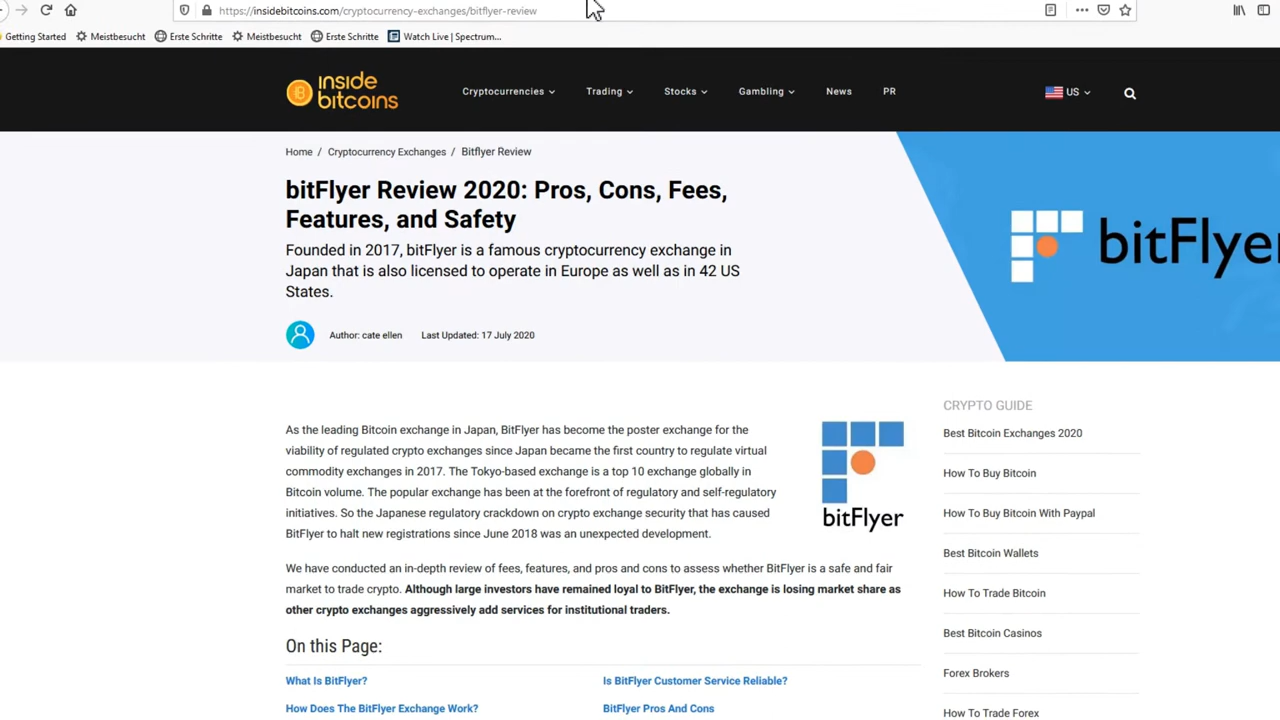 https://insidebitcoins.com/cryptocurrency-exchanges/bitflyer-review
Getting Started Meistbesucht Erste Schritte Meistbesucht Erste Schritte Watch Live | Spectrum...
inside
bitcoins
Cryptocurrencies Trading Stocks Gambling News PR US
Home / Cryptocurrency Exchanges / Bitflyer Review
bitFlyer Review 2020: Pros, Cons, Fees,
Features, and Safety
Founded in 2017, bitFlyer is a famous cryptocurrency exchange in
Japan that is also licensed to operate in Europe as well as in 42 US
States.
Author: cate ellen Last Updated: 17 July 2020
bitFlyer
As the leading Bitcoin exchange in Japan, BitFlyer has become the poster exchange for the
viability of regulated crypto exchanges since Japan became the first country to regulate virtual
commodity exchanges in 2017. The Tokyo-based exchange is a top 10 exchange globally in
Bitcoin volume. The popular exchange has been at the forefront of regulatory and self-regulatory
initiatives. So the Japanese regulatory crackdown on crypto exchange security that has caused
BitFlyer to halt new registrations since June 2018 was an unexpected development.
bitFlyer
We have conducted an in-depth review of fees, features, and pros and cons to assess whether BitFlyer is a safe and fair
market to trade crypto. Although large investors have remained loyal to BitFlyer, the exchange is losing market share as
other crypto exchanges aggressively add services for institutional traders.
On this Page:
What Is BitFlyer? Is BitFlyer Customer Service Reliable?
How Does The BitFlyer Exchange Work? BitFlyer Pros And Cons
CRYPTO GUIDE
Best Bitcoin Exchanges 2020
How To Buy Bitcoin
How To Buy Bitcoin With Paypal
Best Bitcoin Wallets
How To Trade Bitcoin
Best Bitcoin Casinos
Forex Brokers
How To Trade Forex